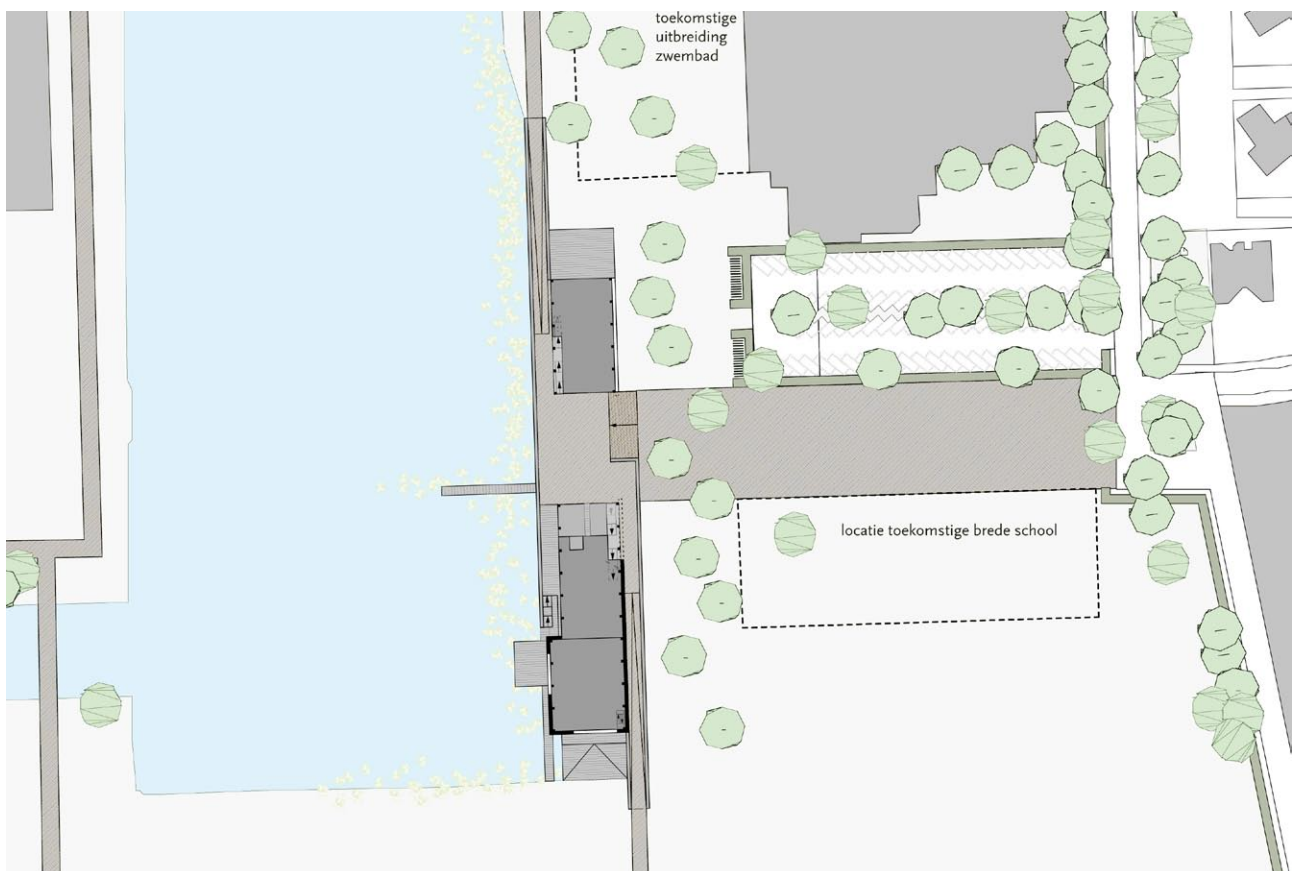 toekomstige
uitbreiding
zwembad
locatie toekomstige brede school